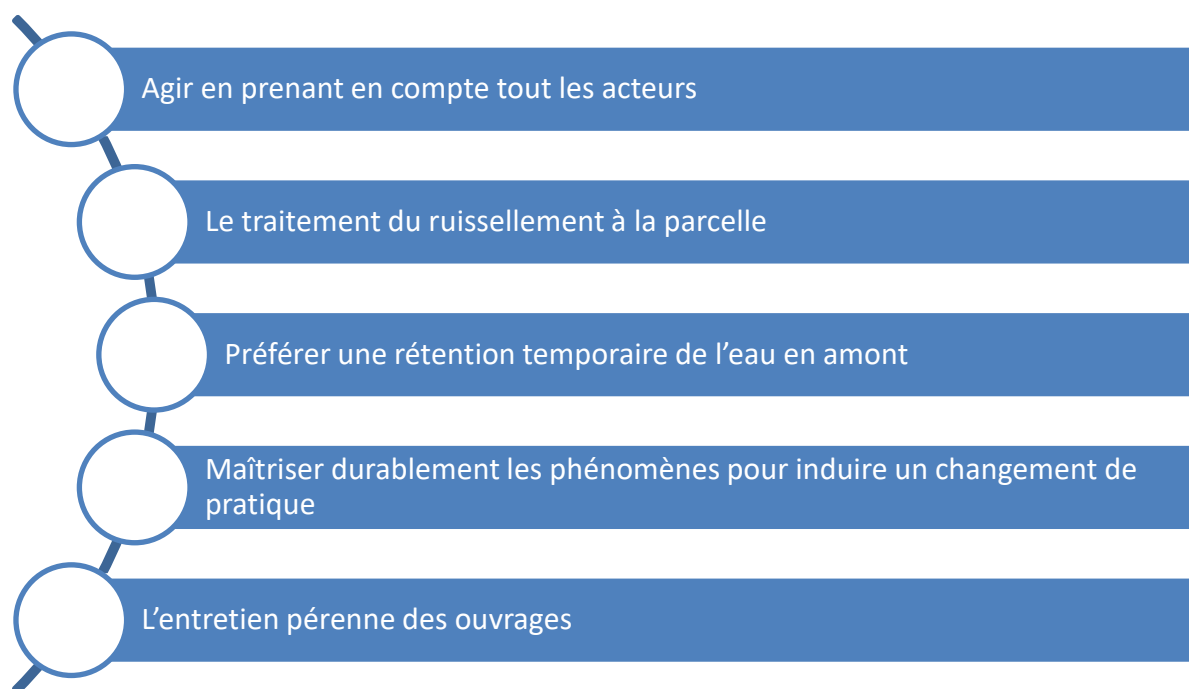 Agir en prenant en compte tout les acteurs
Le traitement du ruissellement à la parcelle
Préférer une rétention temporaire de l’eau en amont
Maîtriser durablement les phénomènes pour induire un changement de
pratique
L’entretien pérenne des ouvrages